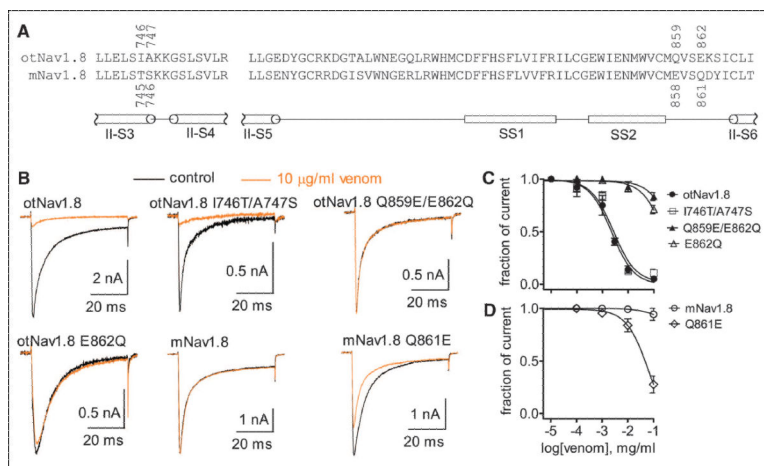 A
746
747
859
862
otNav1.8 LLELSIAKKGSLSVLR LLGEDYGCRKDGTALWNEGQLRWHMCDFFHSFLVIFRILCGEWIENMWVCMQVSEKSICLI
mNav1.8 LLELSTSKKGSLSVLR LLSENYGCRRDGISVWNGERLRWHMCDFFHSFLVVFRILCGEWIENMWVCMEVSQDYICLT
745
746
858
861
II-S3 II-S4 II-S5 SS1 SS2 II-S6
B
control 10 µg/ml venom
otNav1.8
2 nA
20 ms
otNav1.8 I746T/A747S
0.5 nA
20 ms
otNav1.8 Q859E/E862Q
0.5 nA
20 ms
otNav1.8 E862Q
0.5 nA
20 ms
mNav1.8
1 nA
20 ms
mNav1.8 Q861E
1 nA
20 ms
C
fraction of current
1.0
0.5
0.0
otNav1.8
I746T/A747S
Q859E/E862Q
E862Q
D
fraction of current
1.0
0.5
0.0
mNav1.8
Q861E
-5 -4 -3 -2 -1
log[venom], mg/ml